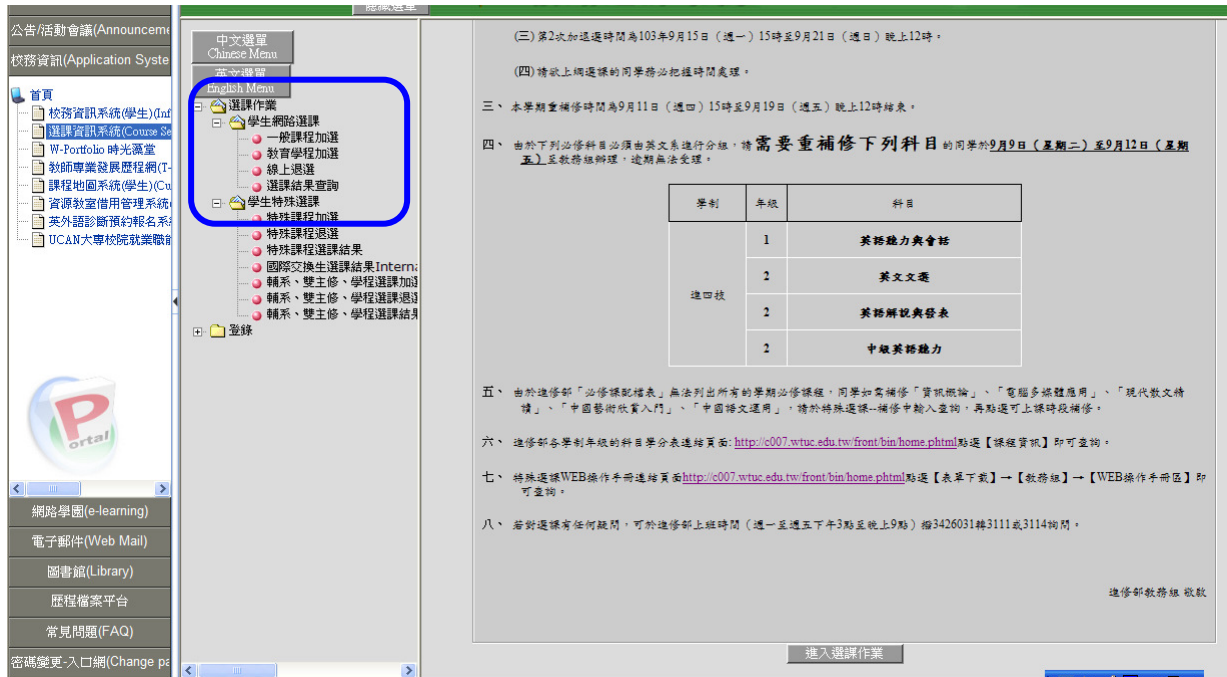 隱藏選單
公告/活動會議(Announceme
校務資訊(Application Syste
首頁
校務資訊系統(學生)(Inf
選課資訊系統(Course Se
W-Portfolio 時光藻堂
教師專業發展歷程網(T-
課程地圖系統(學生)(Cu
資源教室借用管理系統
英外語診斷預約報名系
UCAN大專校院就業職能
Portal
網路學園(e-learning)
電子郵件(Web Mail)
圖書館(Library)
歷程檔案平台
常見問題(FAQ)
密碼變更-入口網(Change pa
中文選單
Chinese Menu
英文選單
English Menu
選課作業
學生網路選課
一般課程加選
教育學程加選
線上退選
選課結果查詢
學生特殊選課
特殊課程加選
特殊課程退選
特殊課程選課結果
國際交換生選課結果Interna
輔系、雙主修、學程選課加選
輔系、雙主修、學程選課退選
輔系、雙主修、學程選課結果
登錄
(三)第2次加退選時間為103年9月15日（週一）15時至9月21日（週日）晚上12時。
(四)請欲上網選課的同學務必把握時間處理。
三、本學期重補修時間為9月11日（週四）15時至9月19日（週五）晚上12時結束。
四、由於下列必修科目必須由英文系進行分組，請需要重補修下列科目的同學於9月9日（星期二）至9月12日（星期
五）至教務組辦理，逾期無法受理。
學制 年級 科目
進四技
1 英語聽力與會話
2 英文文選
2 英語解說與發表
2 中級英語聽力
五、由於進修部「必修課配檔表」無法列出所有的學期必修課程，同學如需補修「資訊概論」、「電腦多媒體應用」、「現代散文精
讀」、「中國藝術欣賞入門」、「中國語文運用」，請於特殊選課--補修中輸入查詢，再點選可上課時段補修。
六、進修部各學制年級的科目學分表連結頁面:http://c007.wtuc.edu.tw/front/bin/home.phtml點選【課程資訊】即可查詢。
七、特殊選課WEB操作手冊連結頁面http://c007.wtuc.edu.tw/front/bin/home.phtml點選【表單下載】→【教務組】→【WEB操作手冊區】即
可查詢。
八、若對選課有任何疑問，可於進修部上班時間（週一至週五下午3點至晚上9點）撥3426031轉3111或3114詢問。
進修部教務組 敬啟
進入選課作業